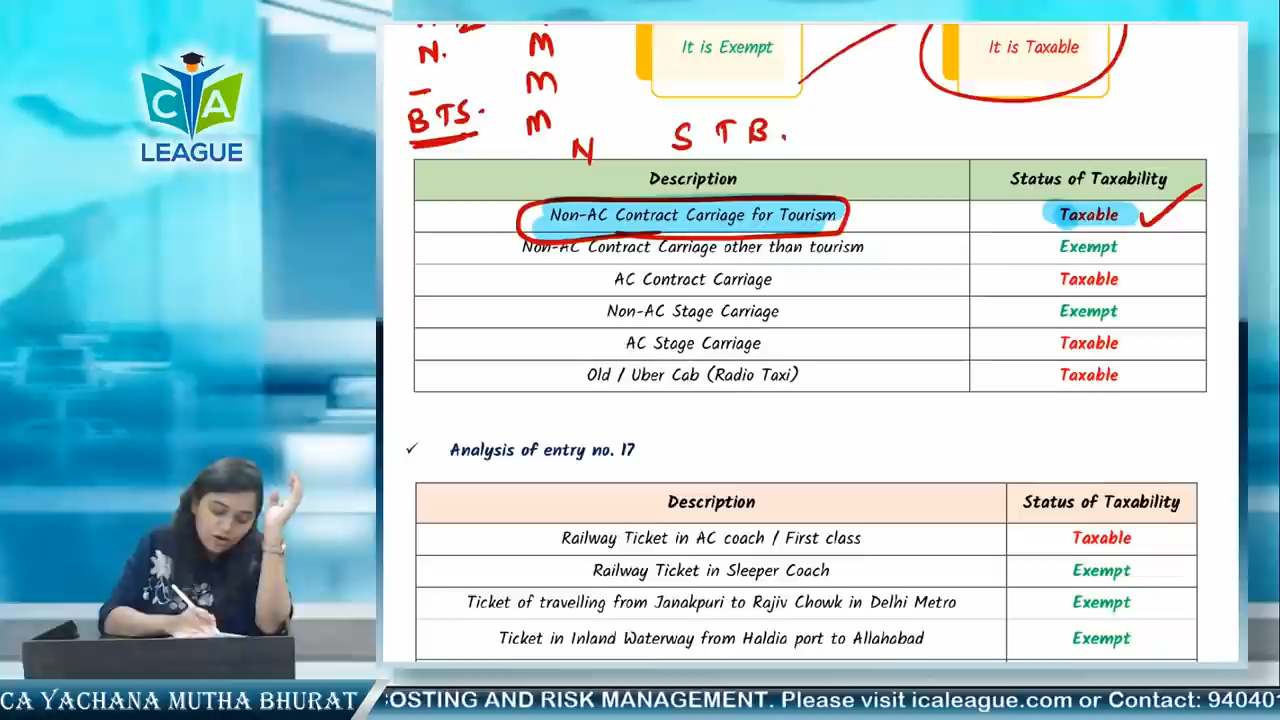 N. M
It is Exempt
It is Taxable
M
BTS. M
N S T B.
CA
LEAGUE
Description Status of Taxability
Non-AC Contract Carriage for Tourism Taxable
Non-AC Contract Carriage other than tourism Exempt
AC Contract Carriage Taxable
Non-AC Stage Carriage Exempt
AC Stage Carriage Taxable
Old / Uber Cab (Radio Taxi) Taxable
✓ Analysis of entry no. 17
Description Status of Taxability
Railway Ticket in AC coach / First class Taxable
Railway Ticket in Sleeper Coach Exempt
Ticket of travelling from Janakpuri to Rajiv Chowk in Delhi Metro Exempt
Ticket in Inland Waterway from Haldia port to Allahabad Exempt
CA YACHANA MUTHA BHURAT
OSTING AND RISK MANAGEMENT. Please visit icaleague.com or Contact: 94040